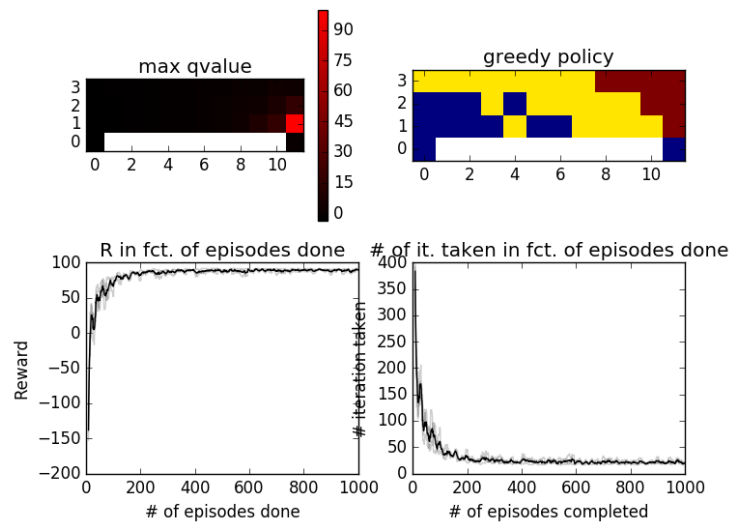 max qvalue
3
2
1
0
0 2 4 6 8 10
90
75
60
45
30
15
0
greedy policy
3
2
1
0
0 2 4 6 8 10
R in fct. of episodes done
Reward
100
50
0
−50
−100
−150
−200
0 200 400 600 800 1000
# of episodes done
# of it. taken in fct. of episodes done
# iteration taken
400
350
300
250
200
150
100
50
0
0 200 400 600 800 1000
# of episodes completed